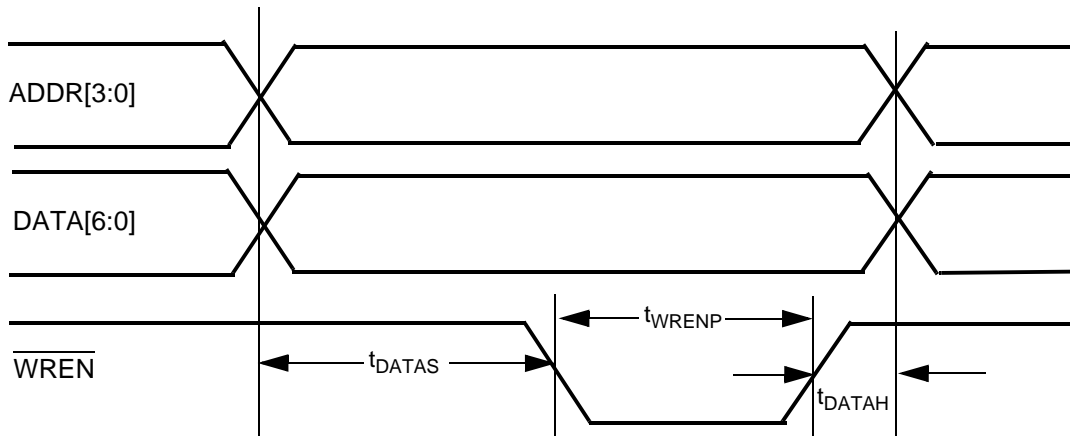 ADDR[3:0]
DATA[6:0]
tWRENP
WREN
tDATAS
tDATAH